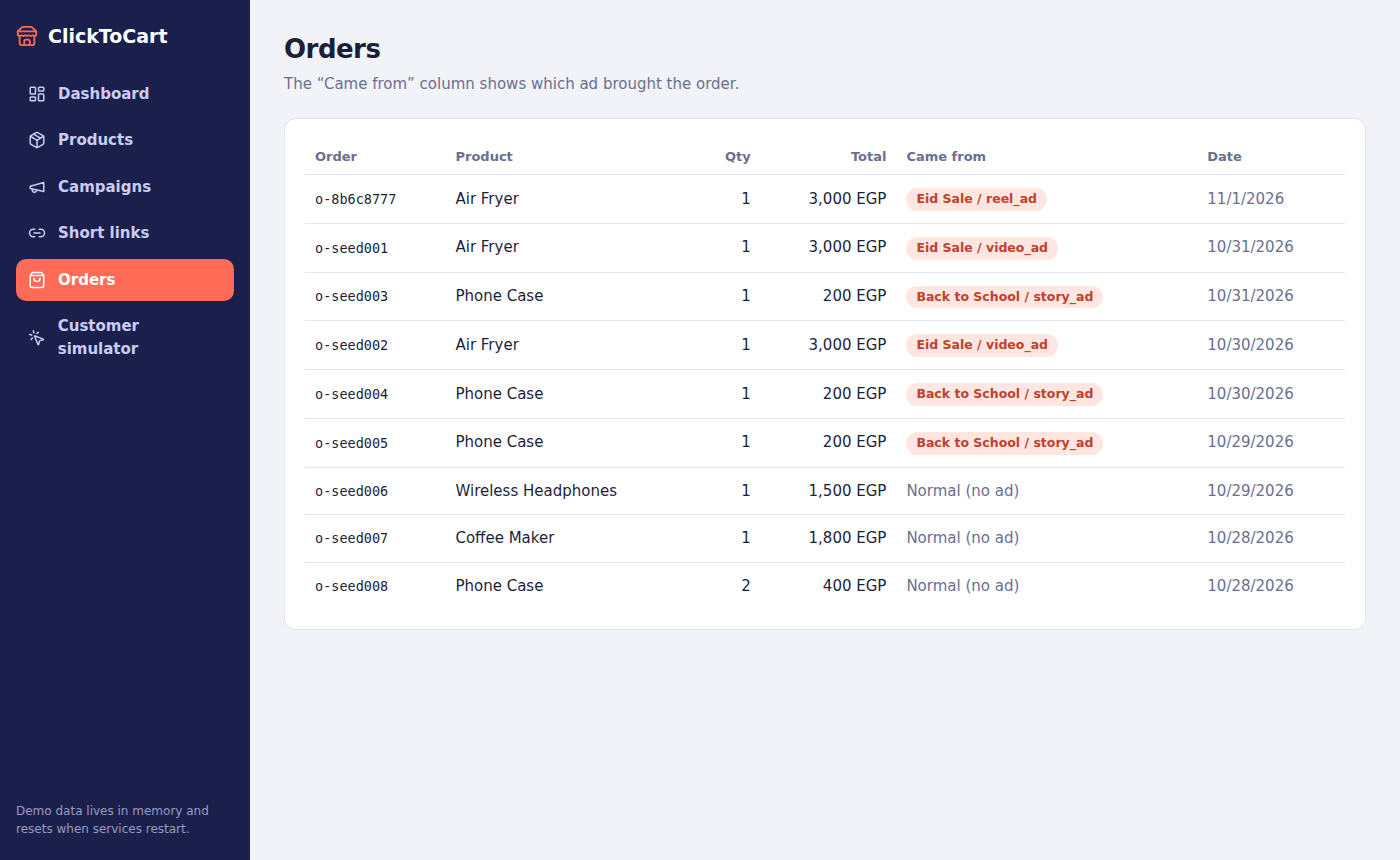 ClickToCart
Dashboard
Products
Campaigns
Short links
Orders
Customer
simulator
Demo data lives in memory and
resets when services restart.
Orders
The “Came from” column shows which ad brought the order.
Order Product Qty Total Came from Date
o-8b6c8777 Air Fryer 1 3,000 EGP Eid Sale / reel_ad 11/1/2026
o-seed001 Air Fryer 1 3,000 EGP Eid Sale / video_ad 10/31/2026
o-seed003 Phone Case 1 200 EGP Back to School / story_ad 10/31/2026
o-seed002 Air Fryer 1 3,000 EGP Eid Sale / video_ad 10/30/2026
o-seed004 Phone Case 1 200 EGP Back to School / story_ad 10/30/2026
o-seed005 Phone Case 1 200 EGP Back to School / story_ad 10/29/2026
o-seed006 Wireless Headphones 1 1,500 EGP Normal (no ad) 10/29/2026
o-seed007 Coffee Maker 1 1,800 EGP Normal (no ad) 10/28/2026
o-seed008 Phone Case 2 400 EGP Normal (no ad) 10/28/2026